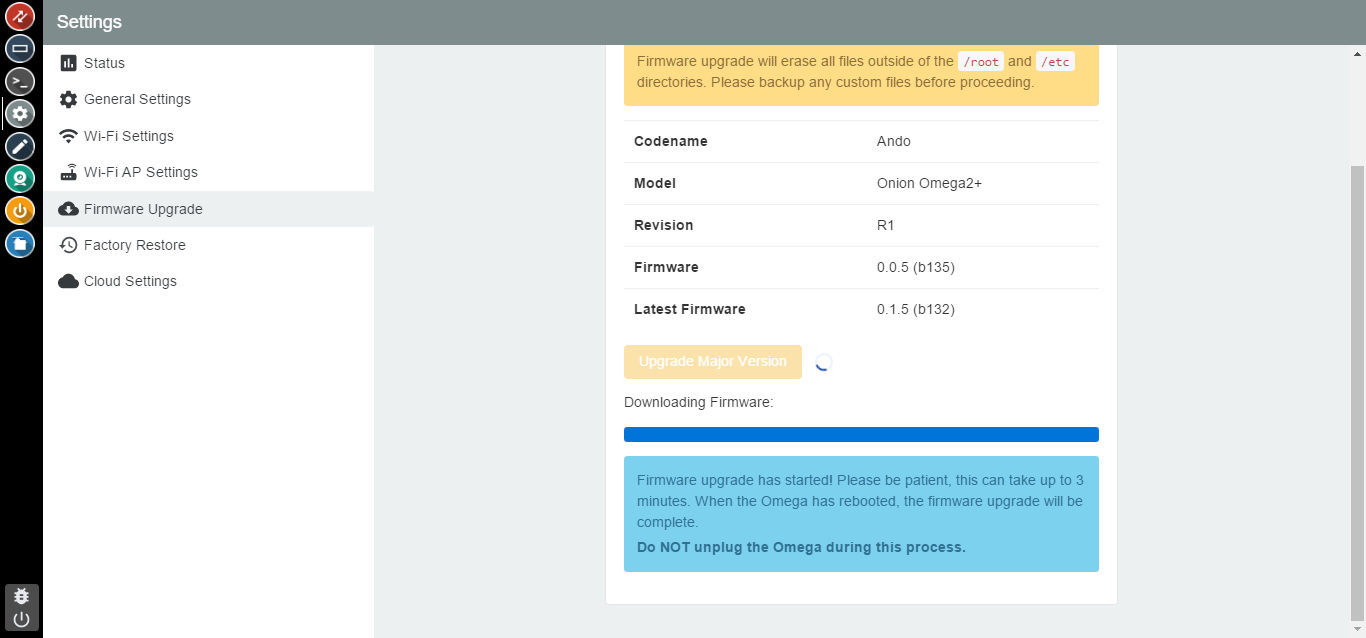 Settings
Status
General Settings
Wi-Fi Settings
Wi-Fi AP Settings
Firmware Upgrade
Factory Restore
Cloud Settings
Firmware upgrade will erase all files outside of the /root and /etc
directories. Please backup any custom files before proceeding.
Codename Ando
Model Onion Omega2+
Revision R1
Firmware 0.0.5 (b135)
Latest Firmware 0.1.5 (b132)
Upgrade Major Version
Downloading Firmware:
Firmware upgrade has started! Please be patient, this can take up to 3
minutes. When the Omega has rebooted, the firmware upgrade will be
complete.
Do NOT unplug the Omega during this process.